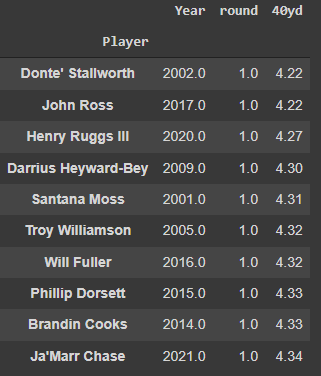 Year round 40yd
Player
Donte' Stallworth 2002.0 1.0 4.22
John Ross 2017.0 1.0 4.22
Henry Ruggs III 2020.0 1.0 4.27
Darrius Heyward-Bey 2009.0 1.0 4.30
Santana Moss 2001.0 1.0 4.31
Troy Williamson 2005.0 1.0 4.32
Will Fuller 2016.0 1.0 4.32
Phillip Dorsett 2015.0 1.0 4.33
Brandin Cooks 2014.0 1.0 4.33
Ja'Marr Chase 2021.0 1.0 4.34